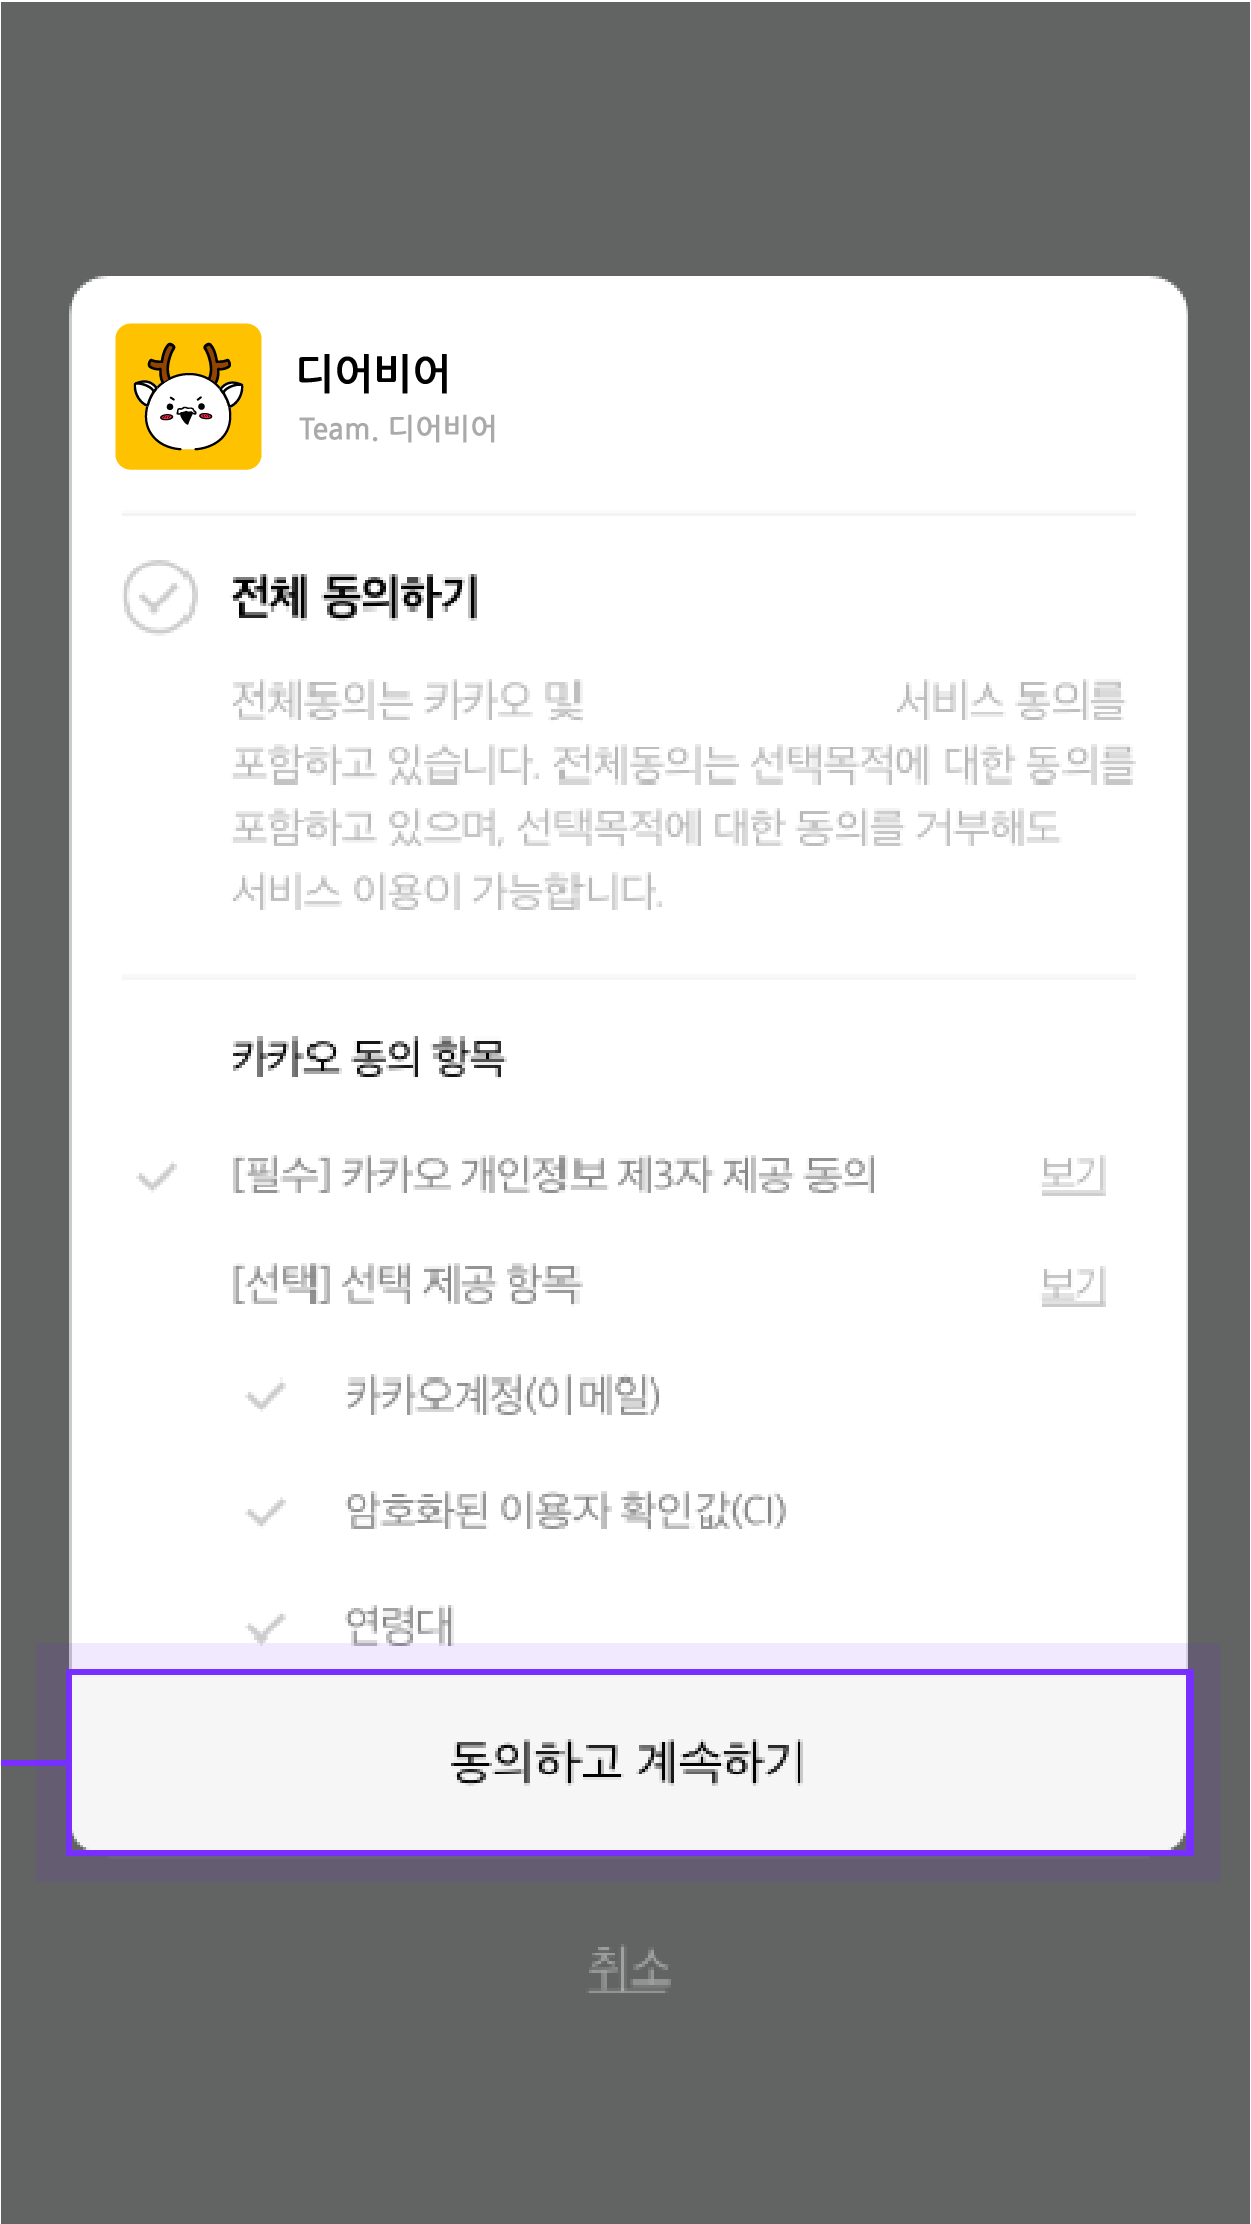 디어비어
Team. 디어비어
전체 동의하기
전체동의는 카카오 및 서비스 동의를
포함하고 있습니다. 전체동의는 선택목적에 대한 동의를
포함하고 있으며, 선택목적에 대한 동의를 거부해도
서비스 이용이 가능합니다.
카카오 동의 항목
[필수] 카카오 개인정보 제3자 제공 동의 보기
[선택] 선택 제공 항목 보기
카카오계정(이메일)
암호화된 이용자 확인값(CI)
연령대
동의하고 계속하기
취소